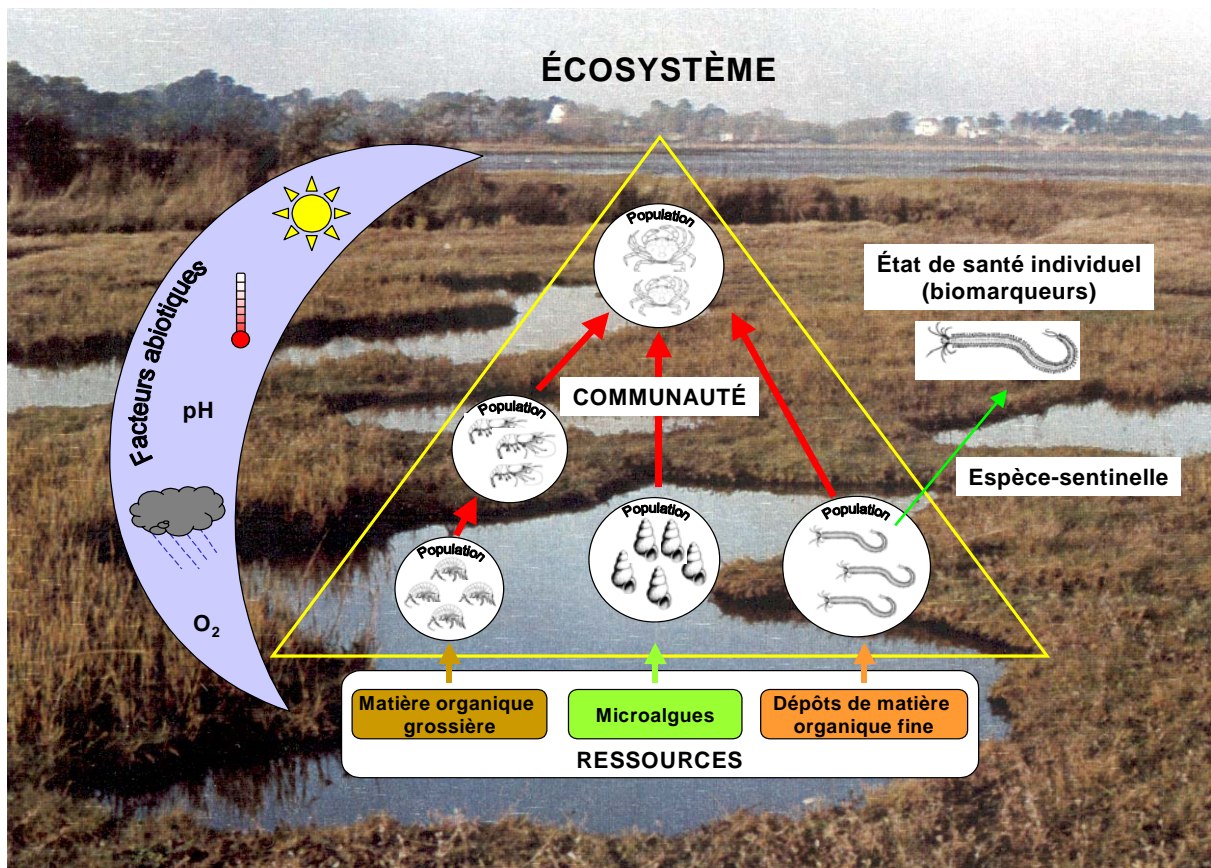 ÉCOSYSTÈME
Facteurs abiotiques
pH
O₂
Population
État de santé individuel
(biomarqueurs)
COMMUNAUTÉ
Population
Espèce-sentinelle
Population
Population
Population
Matière organique
grossière
Microalgues
Dépôts de matière
organique fine
RESSOURCES